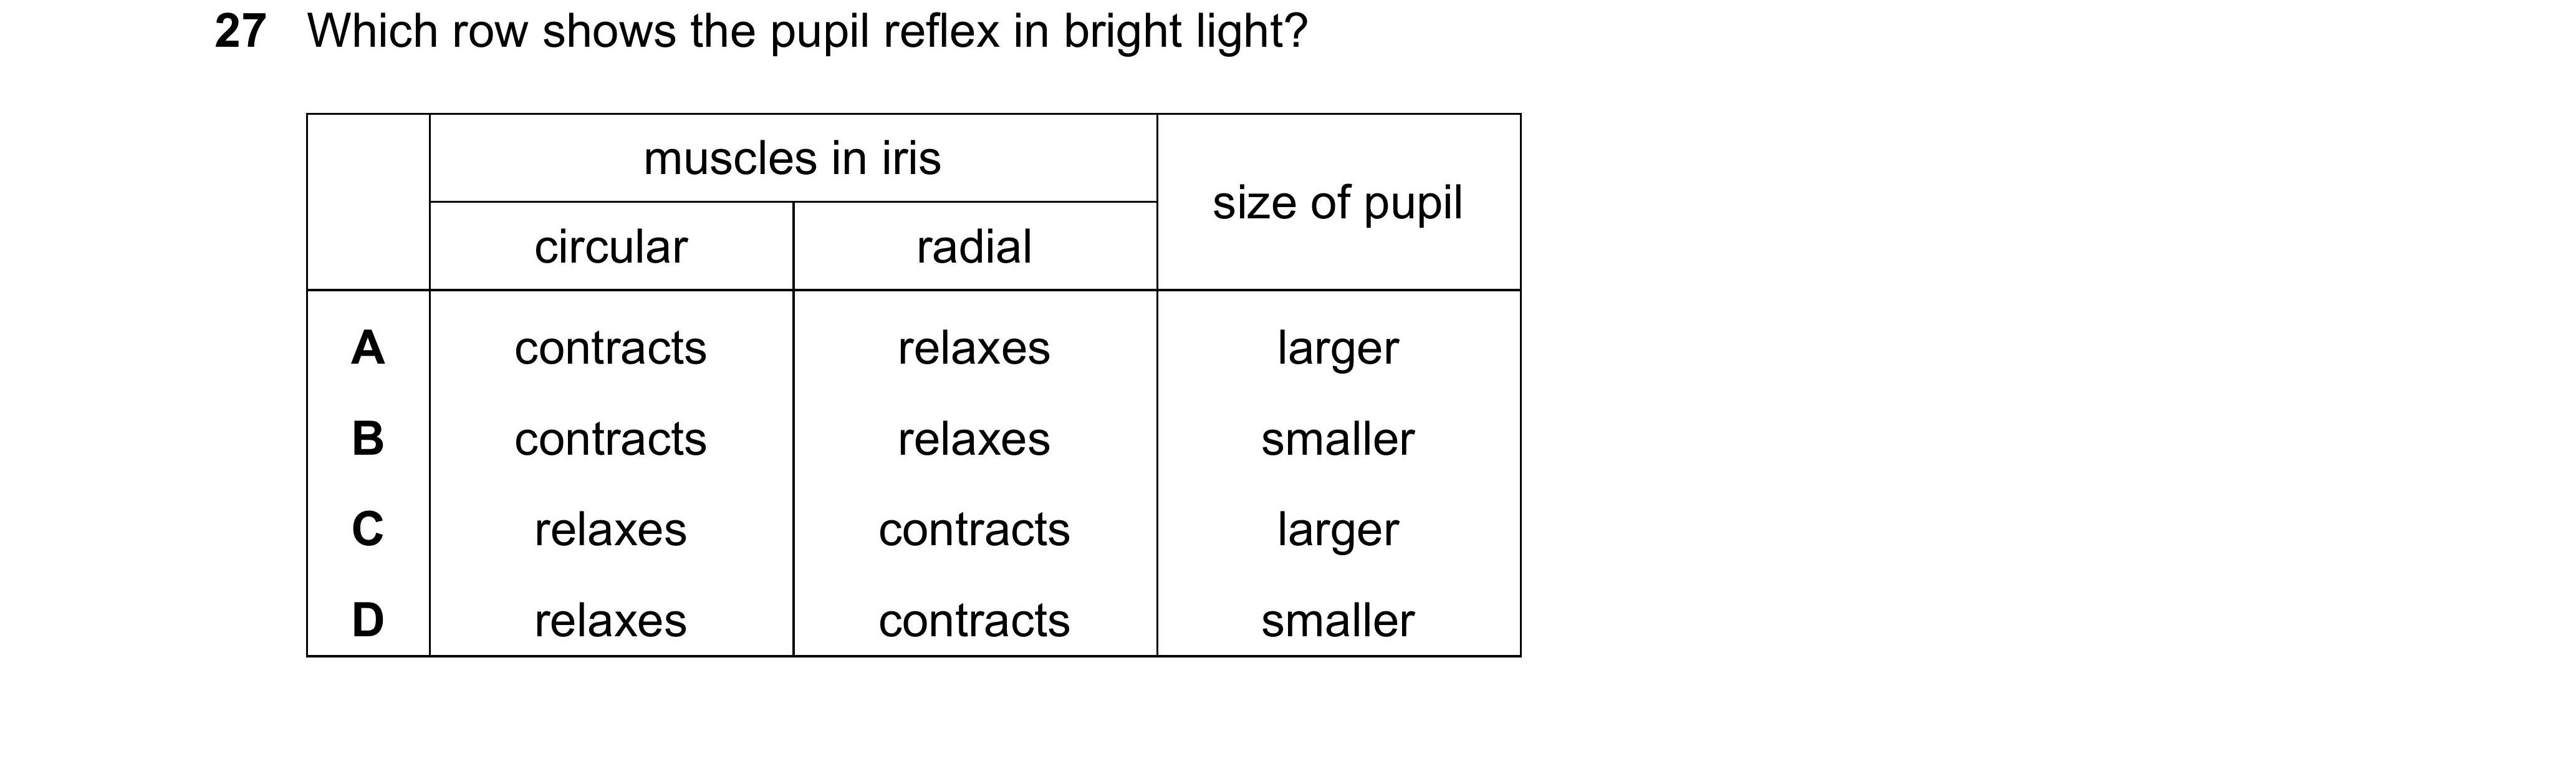 27 Which row shows the pupil reflex in bright light?
muscles in iris
size of pupil
circular radial
A contracts relaxes larger
B contracts relaxes smaller
C relaxes contracts larger
D relaxes contracts smaller